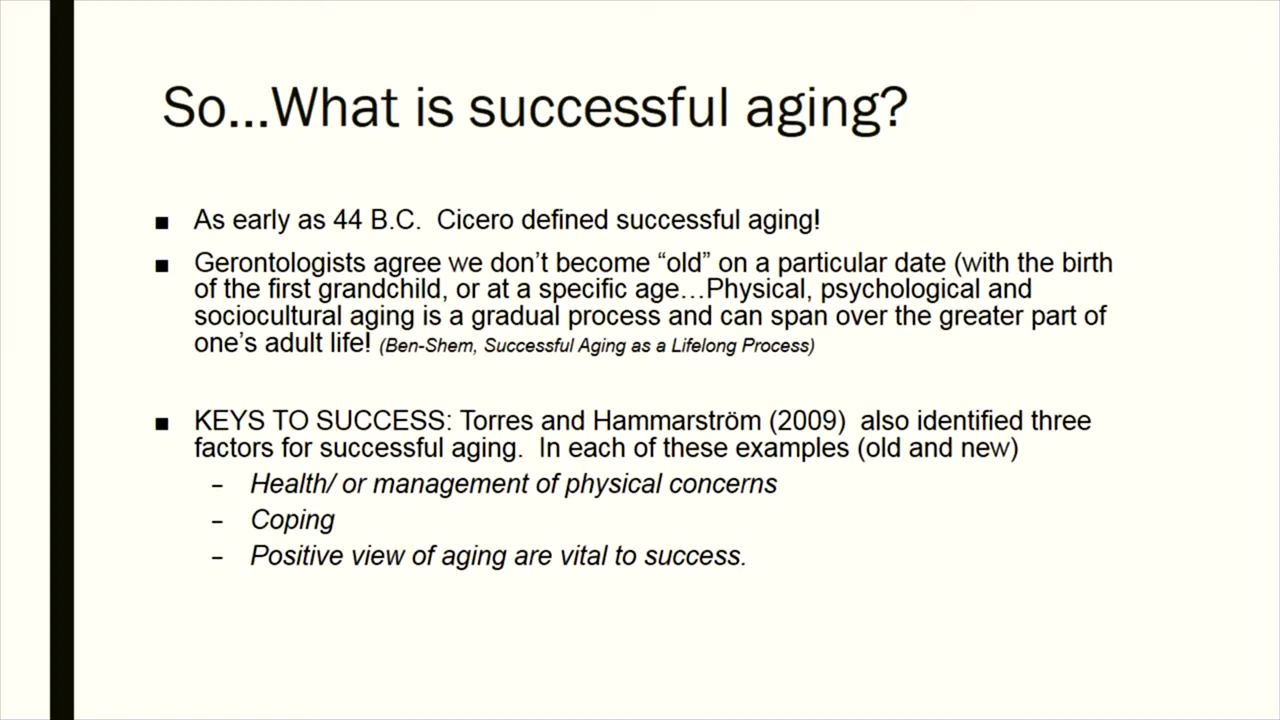 So...What is successful aging?
■ As early as 44 B.C.  Cicero defined successful aging!
■ Gerontologists agree we don’t become “old” on a particular date (with the birth
of the first grandchild, or at a specific age…Physical, psychological and
sociocultural aging is a gradual process and can span over the greater part of
one’s adult life! (Ben-Shem, Successful Aging as a Lifelong Process)
■ KEYS TO SUCCESS: Torres and Hammarström (2009)  also identified three
factors for successful aging.  In each of these examples (old and new)
– Health/ or management of physical concerns
– Coping
– Positive view of aging are vital to success.